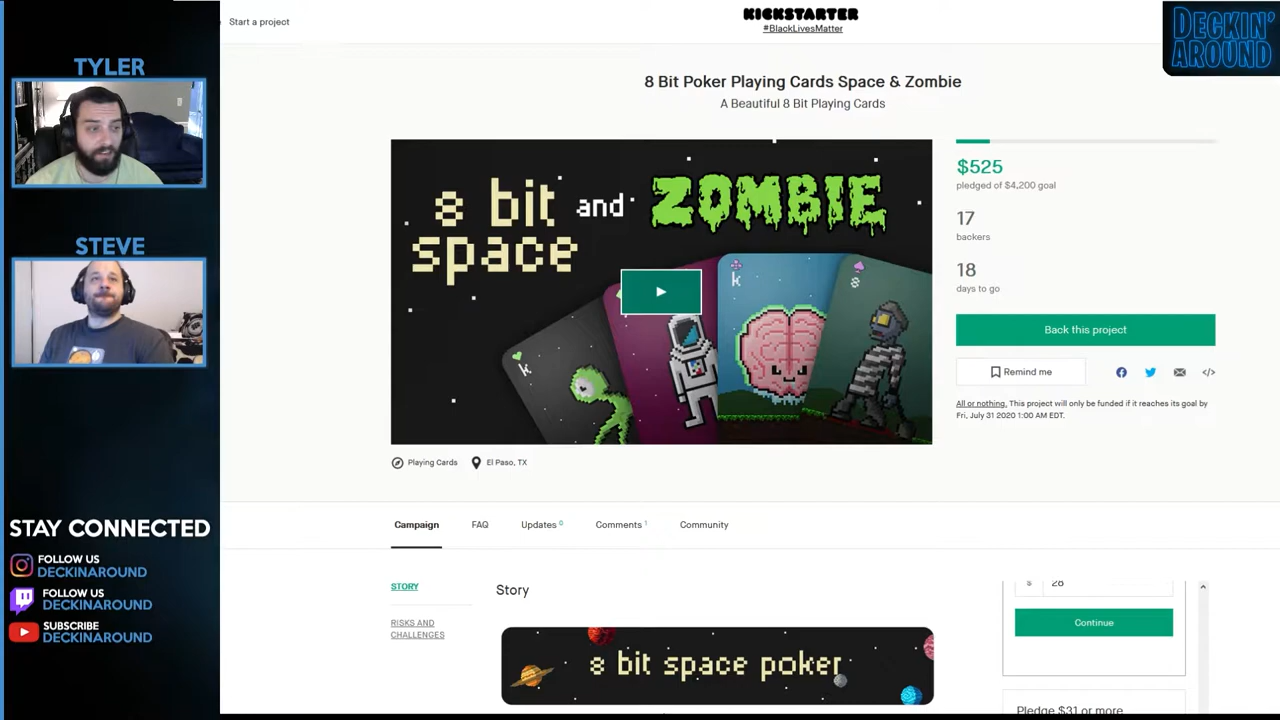 Start a project
KICKSTARTER
#BlackLivesMatter
DECKIN'
AROUND
TYLER
STEVE
STAY CONNECTED
FOLLOW US
DECKINAROUND
FOLLOW US
DECKINAROUND
SUBSCRIBE
DECKINAROUND
8 Bit Poker Playing Cards Space & Zombie
A Beautiful 8 Bit Playing Cards
8 bit and ZOMBIE
space
k
k
8
$525
pledged of $4,200 goal
17
backers
18
days to go
Back this project
Remind me
All or nothing. This project will only be funded if it reaches its goal by
Fri, July 31 2020 1:00 AM EDT.
Playing Cards
El Paso, TX
Campaign
FAQ
Updates 0
Comments 1
Community
STORY
RISKS AND
CHALLENGES
Story
8 bit space poker
$ 28
Continue
Pledge $31 or more